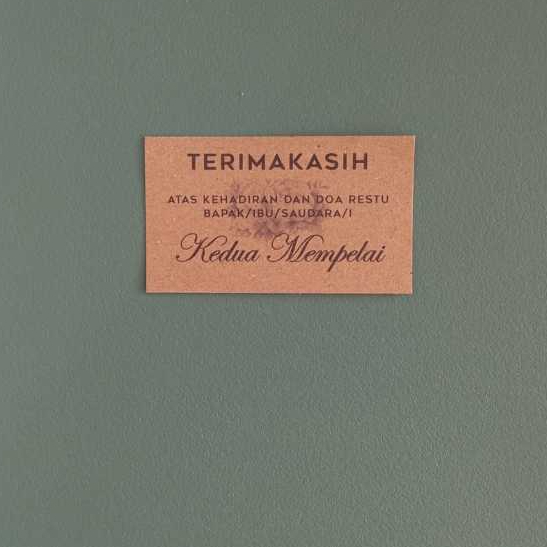 TERIMAKASIH
ATAS KEHADIRAN DAN DOA RESTU
BAPAK/IBU/SAUDARA/I
Kedua Mempelai